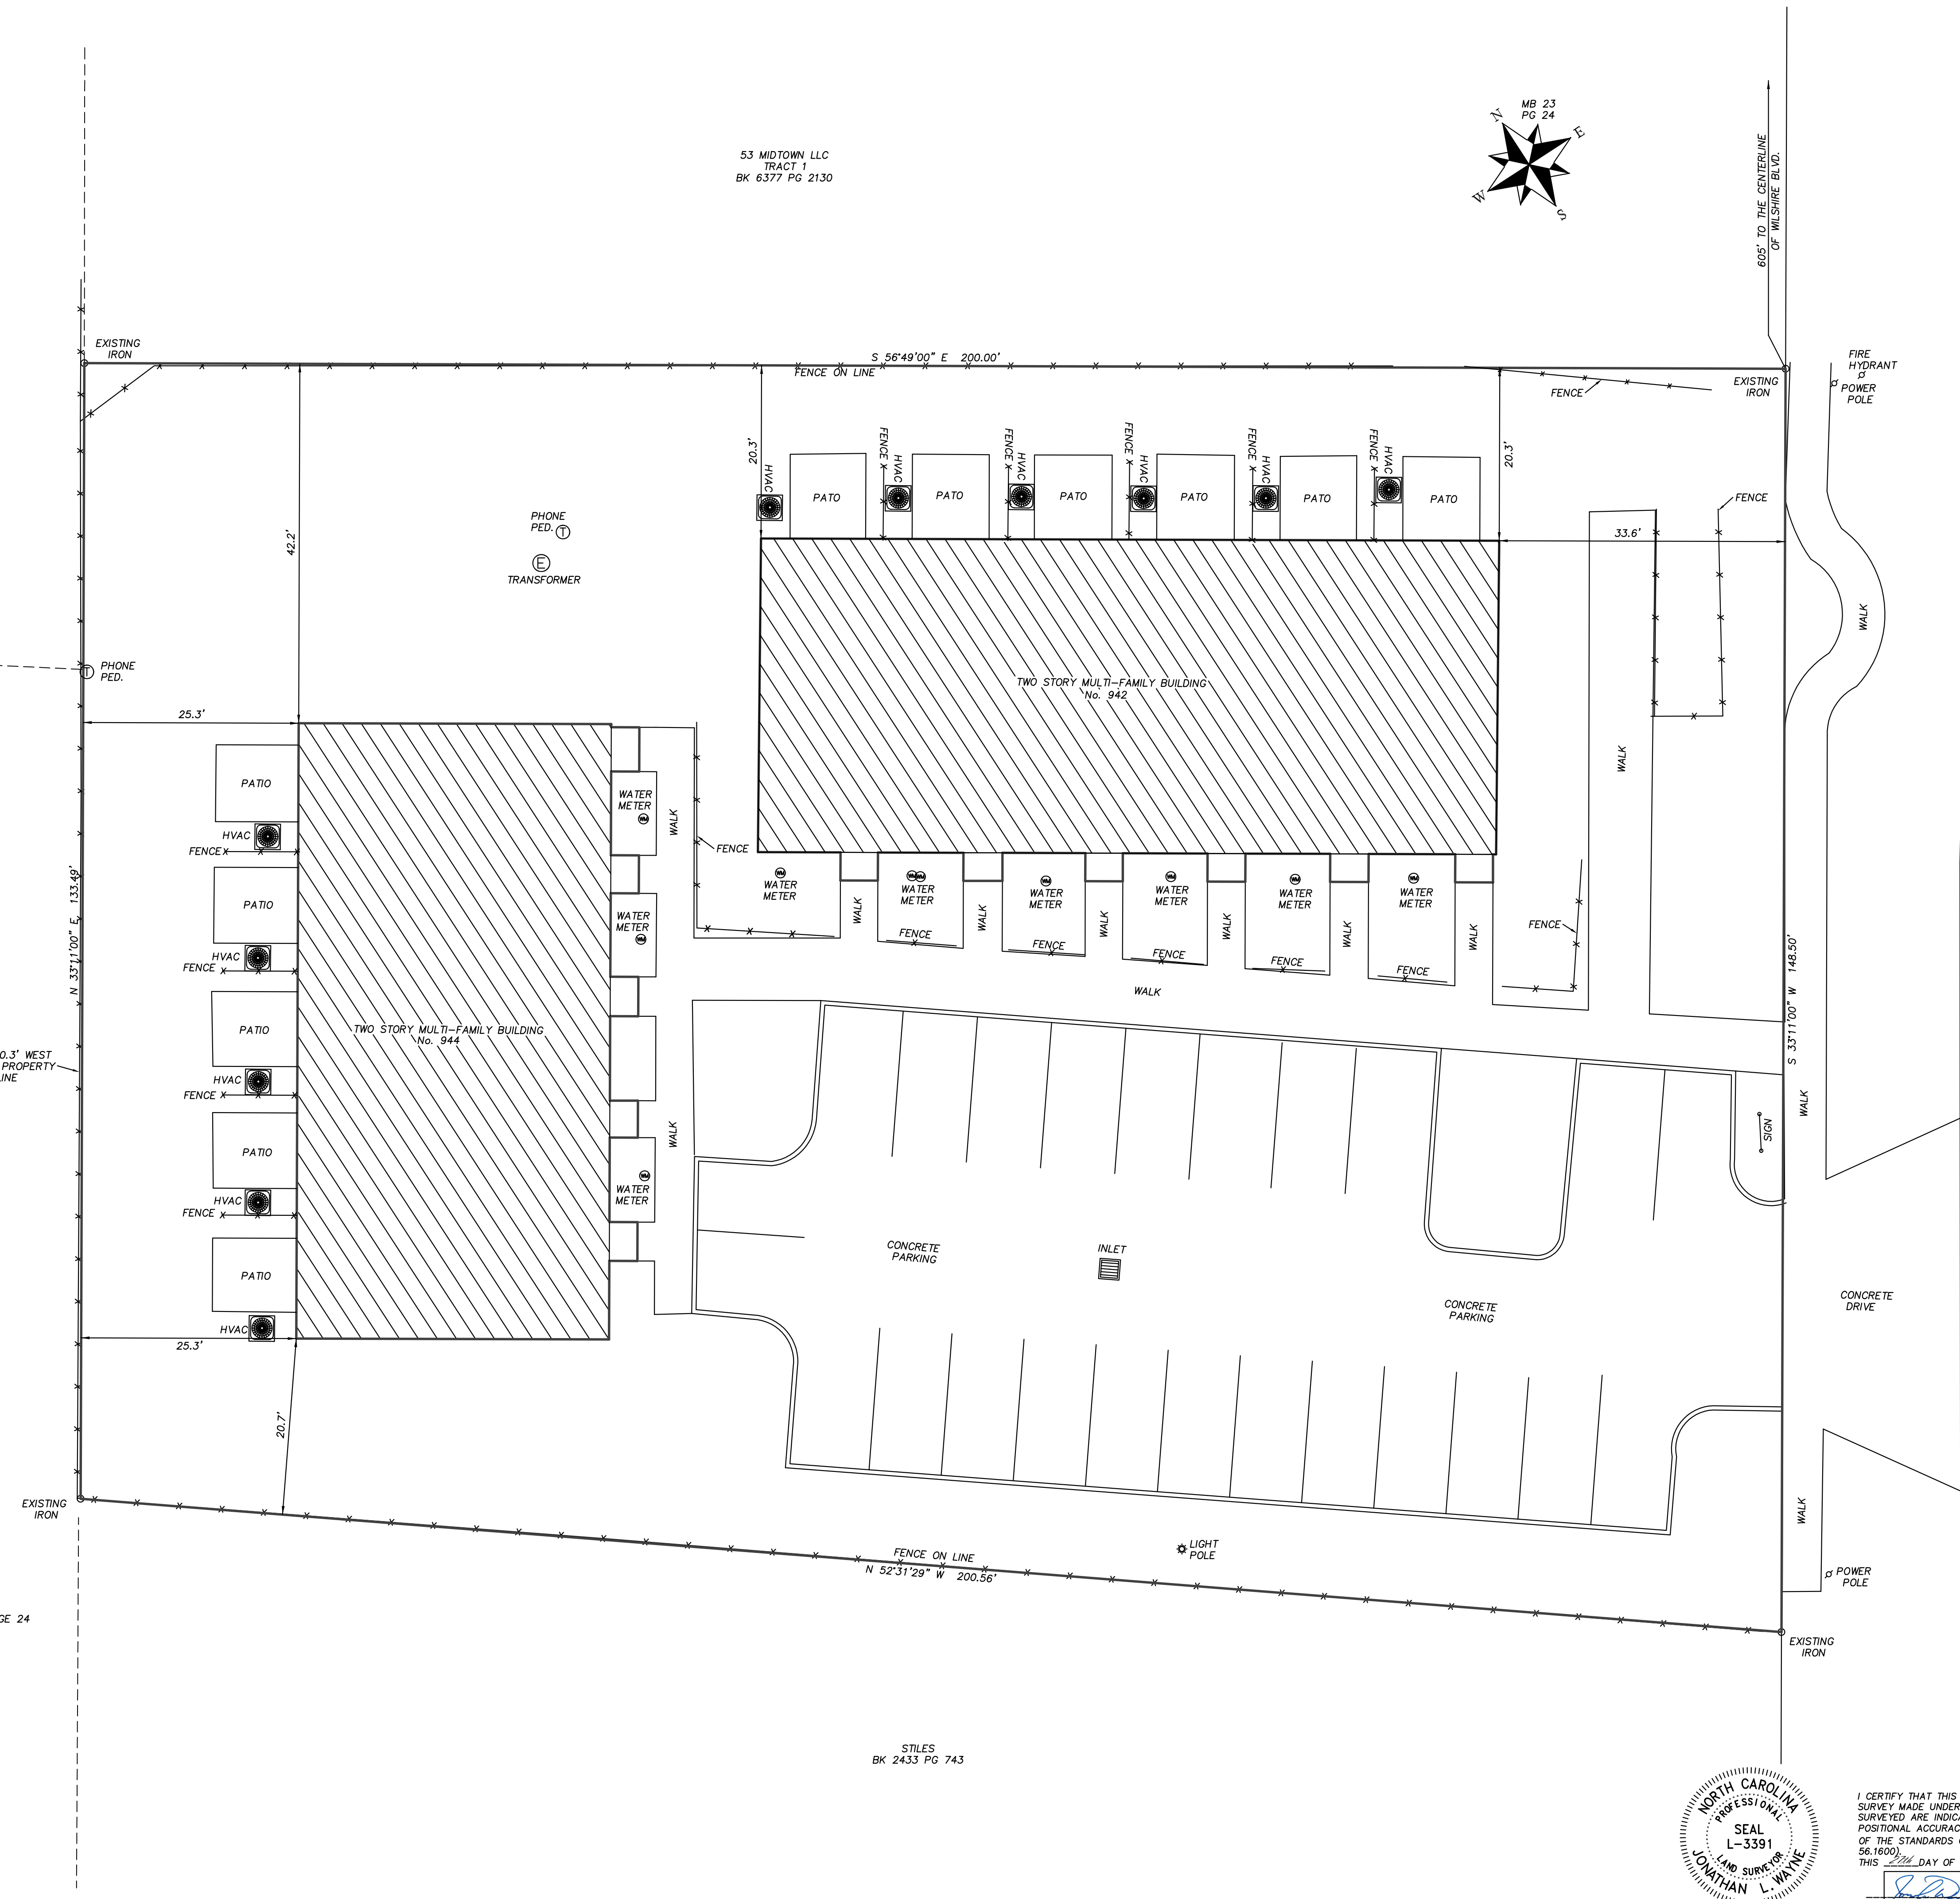 MB 23
PG 24
N
E
W
S
53 MIDTOWN LLC
TRACT 1
BK 6377 PG 2130
605' TO THE CENTERLINE
OF WILSHIRE BLVD.
EXISTING
IRON
S 56°49'00" E 200.00'
FENCE ON LINE
FENCE
EXISTING
IRON
FIRE
HYDRANT
POWER
POLE
42.2'
20.3'
HVAC
FENCE
HVAC
FENCE
HVAC
FENCE
HVAC
FENCE
HVAC
FENCE
HVAC
20.3'
PATO
PATO
PATO
PATO
PATO
PATO
FENCE
PHONE
PED.
T
E
TRANSFORMER
33.6'
WALK
T
PHONE
PED.
TWO STORY MULTI-FAMILY BUILDING
No. 942
25.3'
WALK
PATIO
HVAC
FENCE
WATER
METER
WM
WALK
FENCE
PATIO
HVAC
FENCE
WATER
METER
WM
WM
WATER
METER
WALK
WM WM
WATER
METER
FENCE
WALK
WM
WATER
METER
FENCE
WALK
WM
WATER
METER
FENCE
WALK
WM
WATER
METER
FENCE
WALK
WM
WATER
METER
FENCE
WALK
FENCE
WALK
N 33°11'00" E 133.49'
S 33°11'00" W 148.50'
0.3' WEST
PROPERTY
INE
PATIO
HVAC
FENCE
TWO STORY MULTI-FAMILY BUILDING
No. 944
PATIO
HVAC
FENCE
WALK
WM
WATER
METER
PATIO
HVAC
25.3'
20.7'
SIGN
WALK
CONCRETE
PARKING
INLET
CONCRETE
PARKING
CONCRETE
DRIVE
EXISTING
IRON
FENCE ON LINE
N 52°31'29" W 200.56'
LIGHT
POLE
WALK
POWER
POLE
EXISTING
IRON
GE 24
STILES
BK 2433 PG 743
NORTH CAROLINA
PROFESSIONAL
SEAL
L-3391
LAND SURVEYOR
JONATHAN L. WAYNE
I CERTIFY THAT THIS
SURVEY MADE UNDER
SURVEYED ARE INDICA
POSITIONAL ACCURAC
OF THE STANDARDS
56.1600).
THIS 27th DAY OF